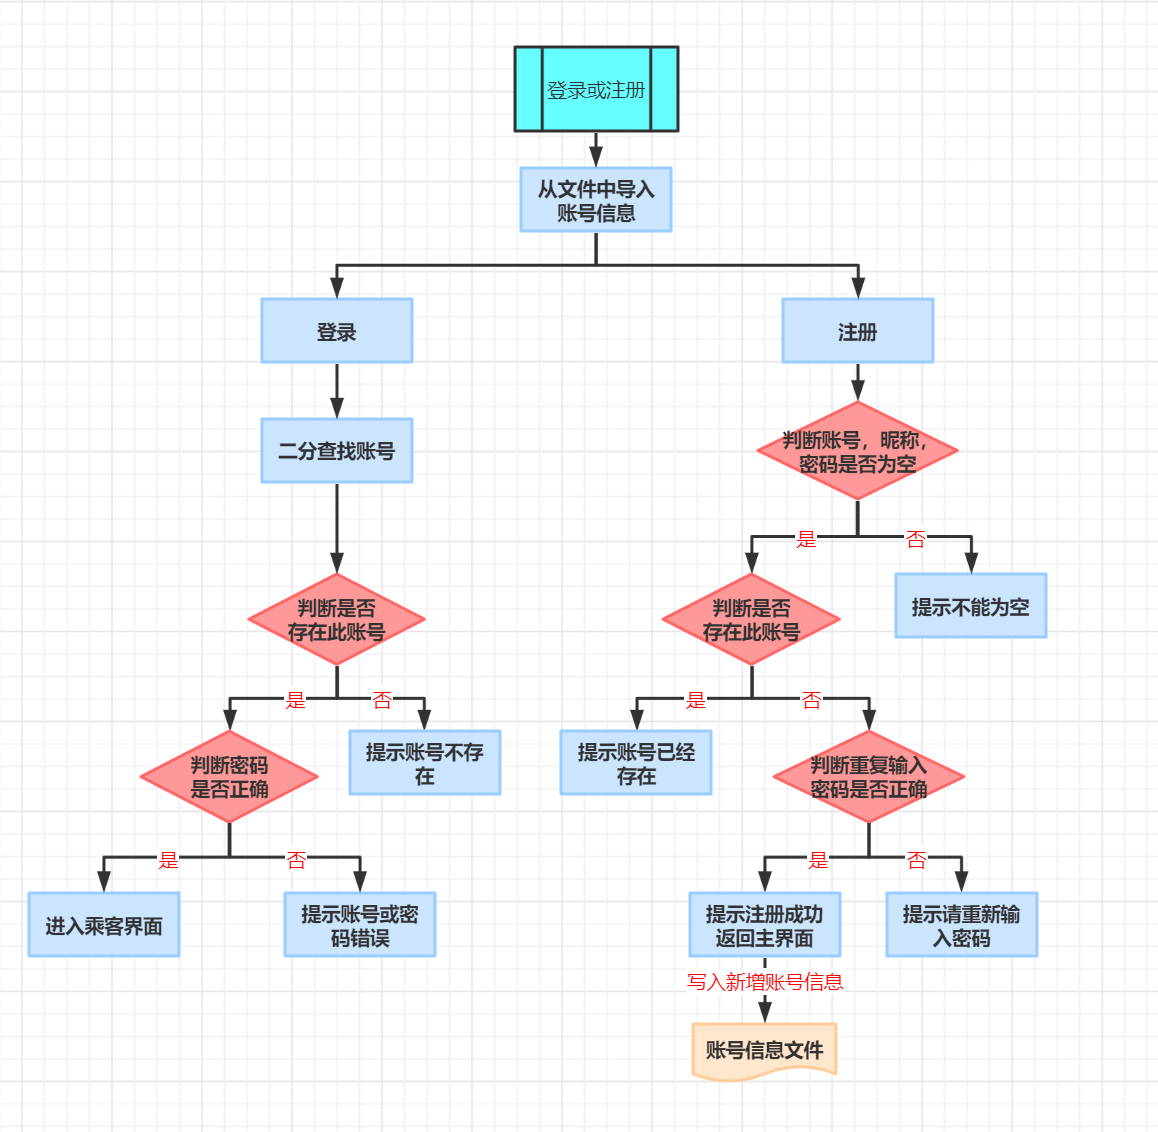 登录或注册
从文件中导入
账号信息
登录
注册
二分查找账号
判断账号，昵称，
密码是否为空
是
否
判断是否
存在此账号
判断是否
存在此账号
提示不能为空
是
否
是
否
判断密码
是否正确
提示账号不存
在
提示账号已经
存在
判断重复输入
密码是否正确
是
否
是
否
进入乘客界面
提示账号或密
码错误
提示注册成功
返回主界面
提示请重新输
入密码
写入新增账号信息
账号信息文件